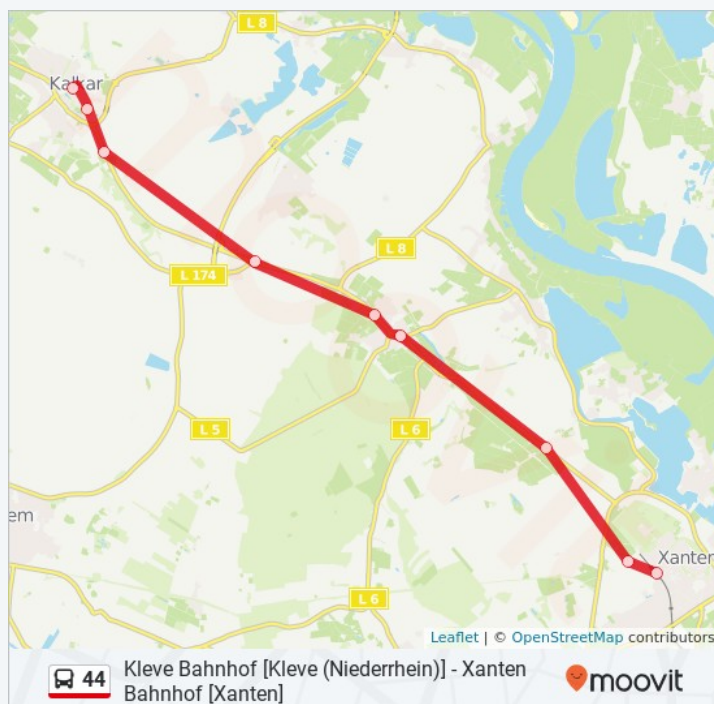 L 8
Kalkar
L 8
L 174
L 5
L 6
em
Xanten
L 6
Leaflet | © OpenStreetMap contributors
44
Kleve Bahnhof [Kleve (Niederrhein)] - Xanten
Bahnhof [Xanten]
moovit